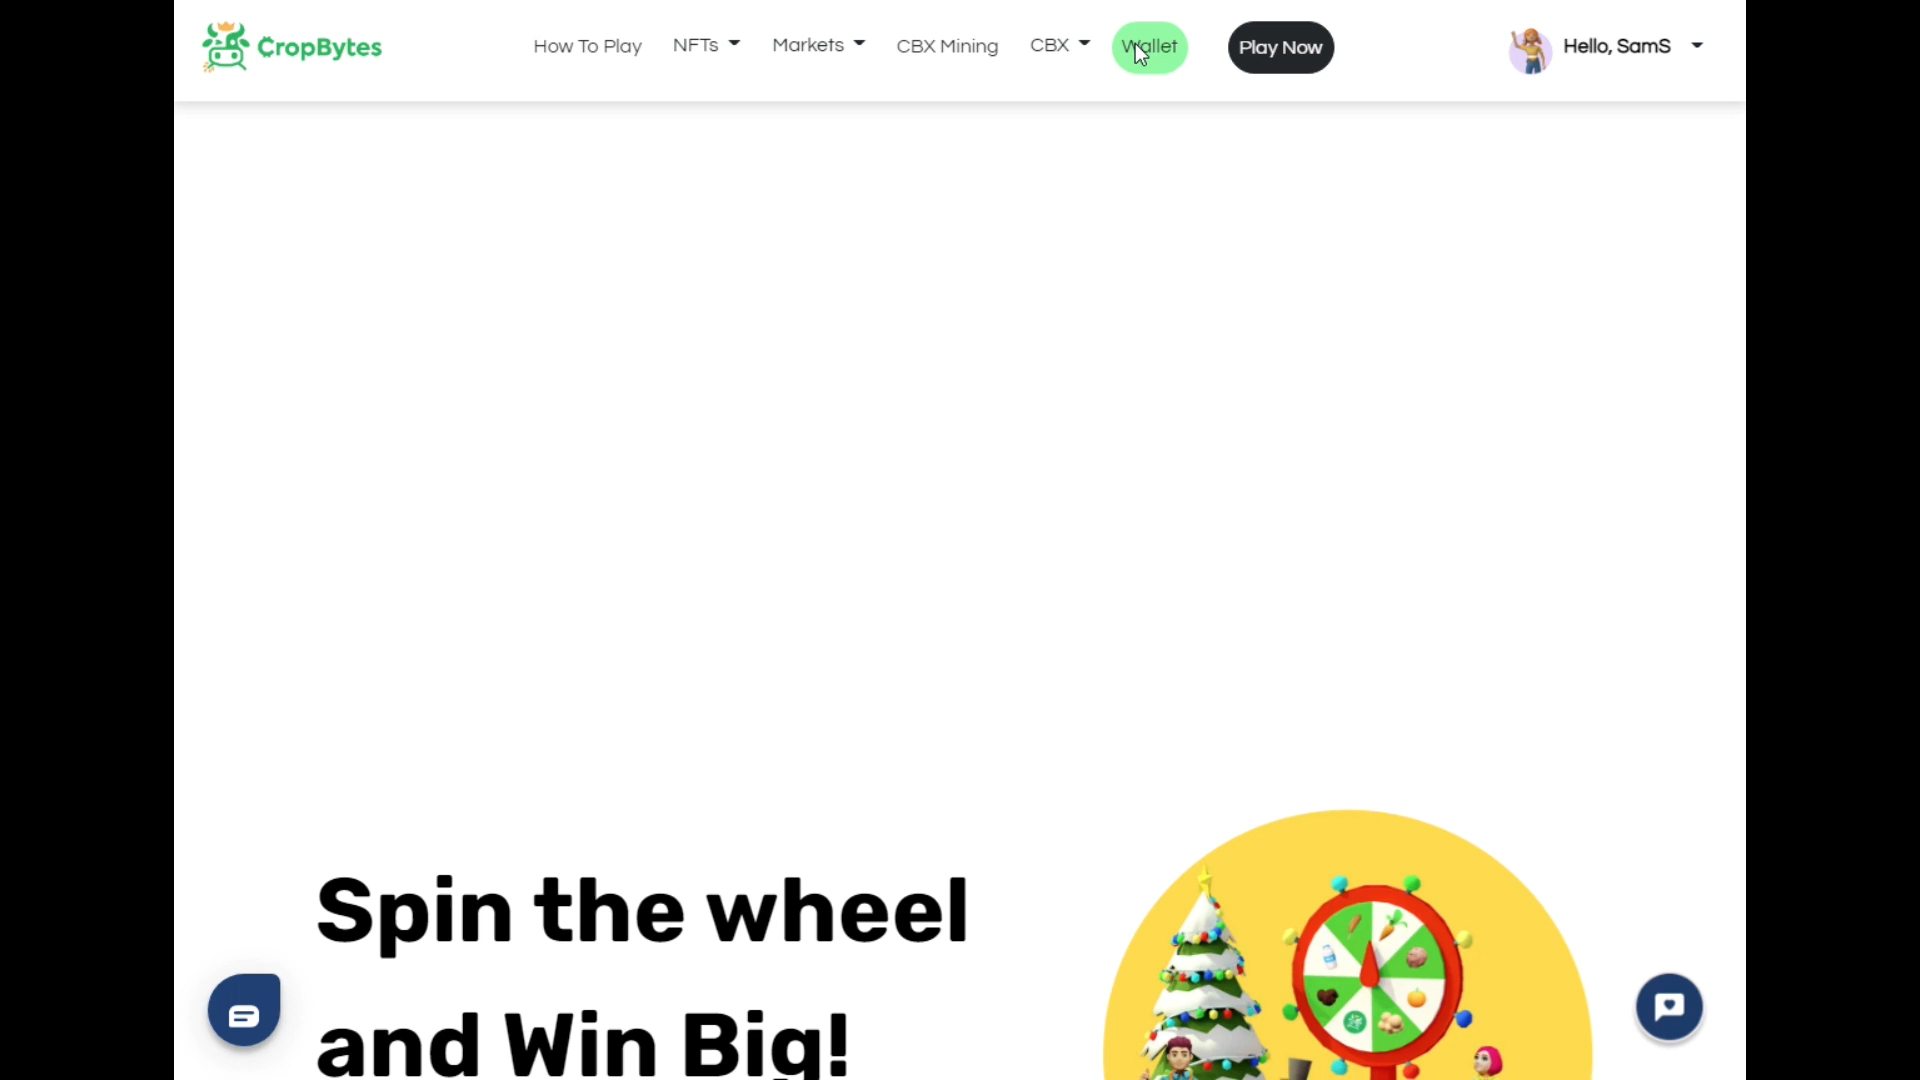 CropBytes
How To Play
NFTs
Markets
CBX Mining
CBX
Wallet
Play Now
Hello, SamS
Spin the wheel
and Win Big!